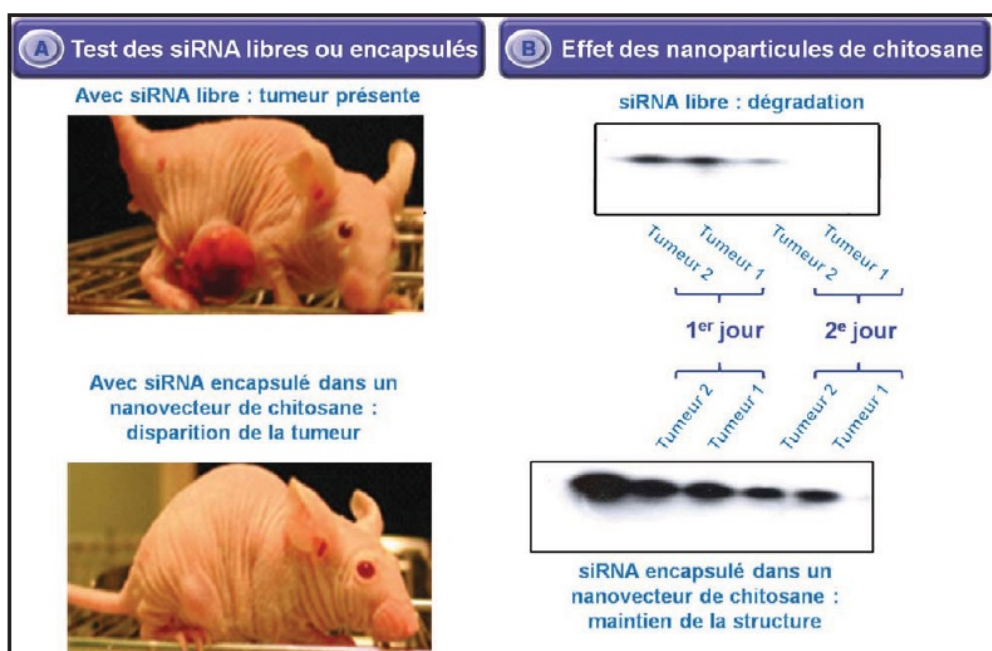 A Test des siRNA libres ou encapsulés
Avec siRNA libre : tumeur présente
Avec siRNA encapsulé dans un
nanovecteur de chitosane :
disparition de la tumeur
B Effet des nanoparticules de chitosane
siRNA libre : dégradation
Tumeur 2
Tumeur 1
Tumeur 2
Tumeur 1
1er jour
2e jour
Tumeur 2
Tumeur 1
Tumeur 2
Tumeur 1
siRNA encapsulé dans un
nanovecteur de chitosane :
maintien de la structure